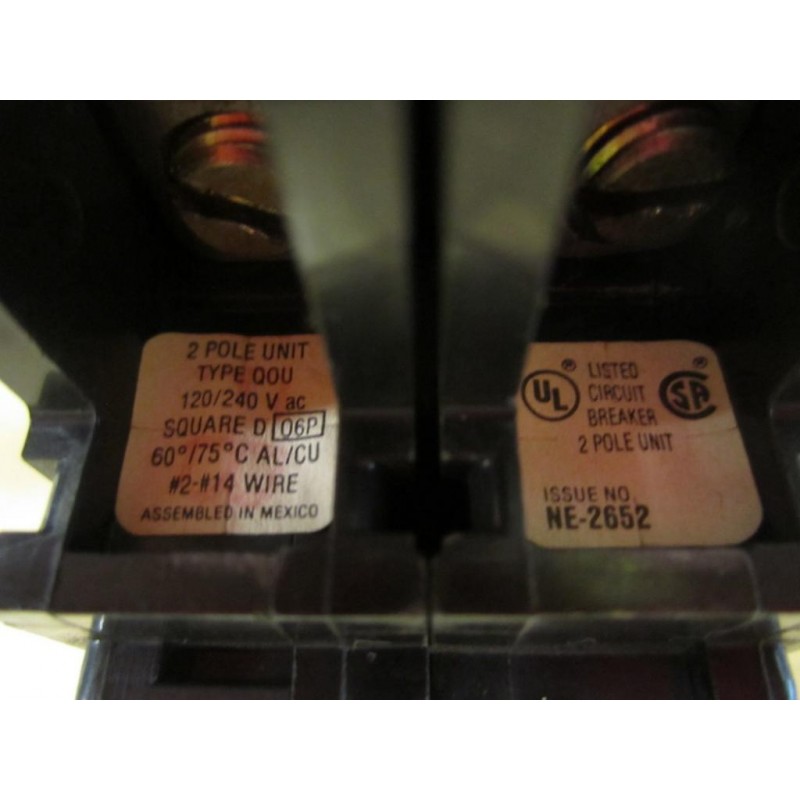 2 POLE UNIT
TYPE QOU
120/240 V ac
SQUARE D 06P
60°/75°C AL/CU
#2-#14 WIRE
ASSEMBLED IN MEXICO
UL ® LISTED CIRCUIT BREAKER SA ®
2 POLE UNIT
ISSUE NO.
NE-2652